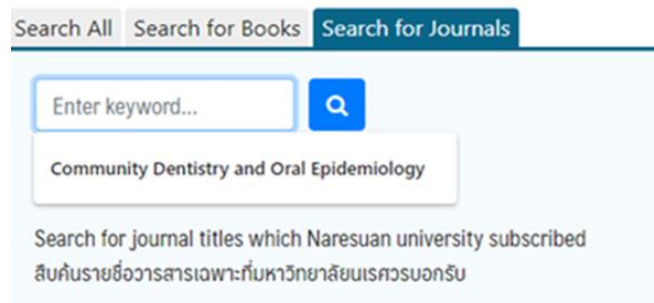 Search All Search for Books Search for Journals
Enter keyword...
Community Dentistry and Oral Epidemiology
Search for journal titles which Naresuan university subscribed
สืบค้นรายชื่อวารสารเฉพาะที่มหาวิทยาลัยนเรศวรบอกรับ